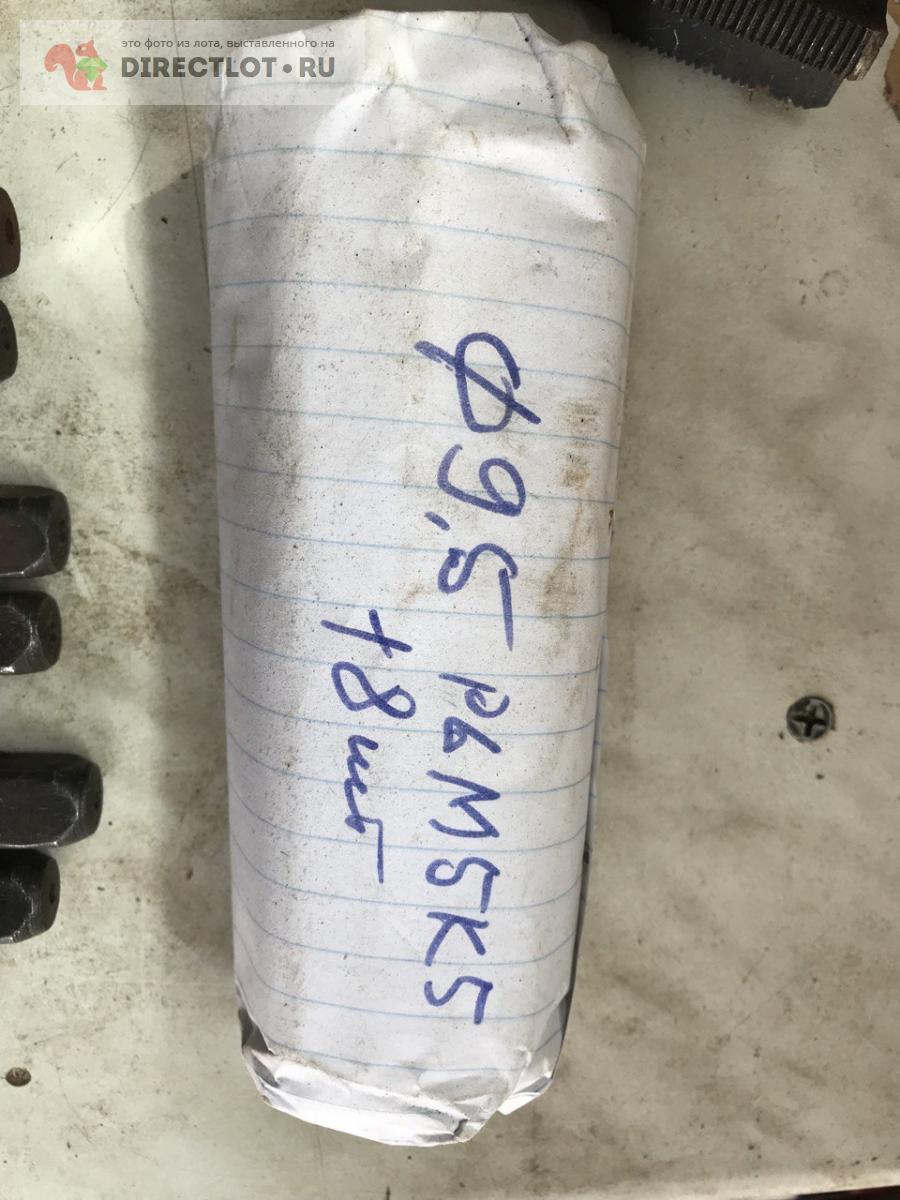 это фото из лота, выставленного на
DIRECTLOT•RU
Ф9,5 Р6М5К5
18шт